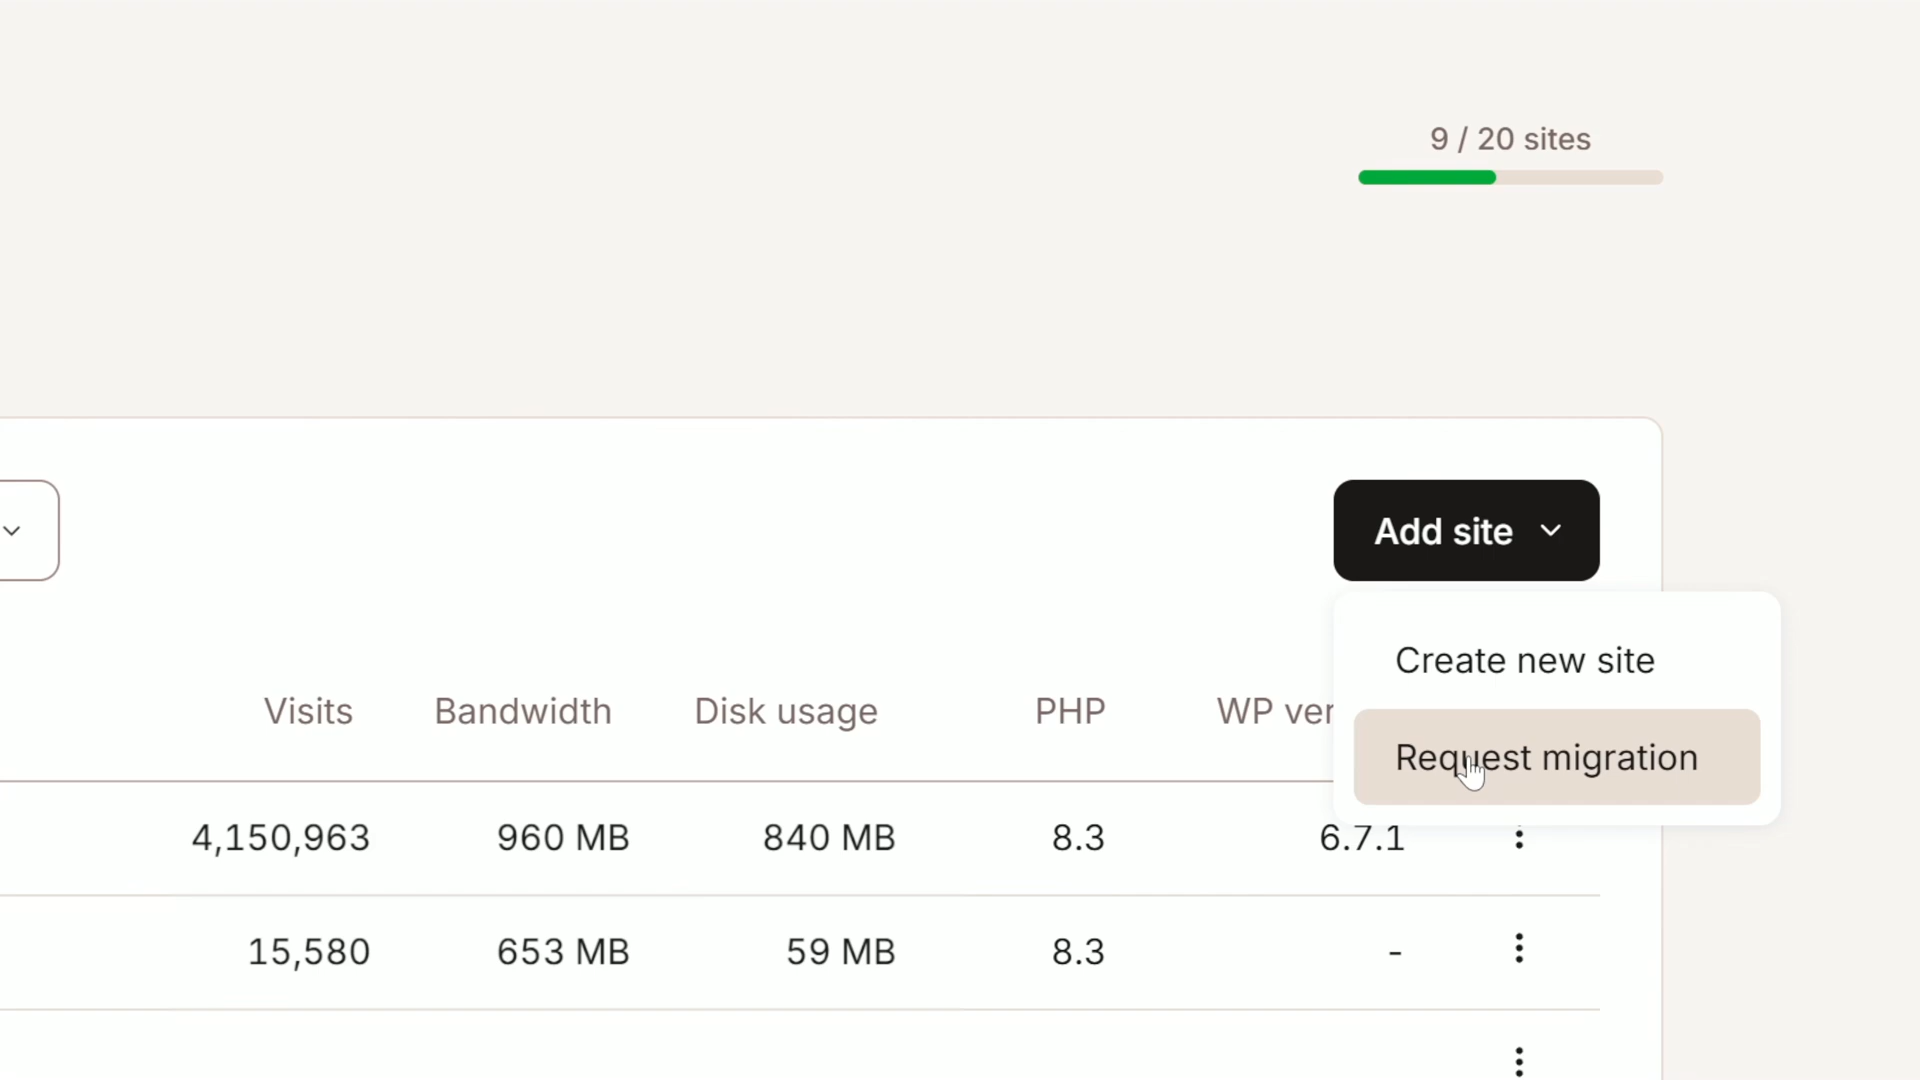 9 / 20 sites
Add site
Create new site
Request migration
Visits Bandwidth Disk usage PHP WP ver
4,150,963 960 MB 840 MB 8.3 6.7.1
15,580 653 MB 59 MB 8.3 -